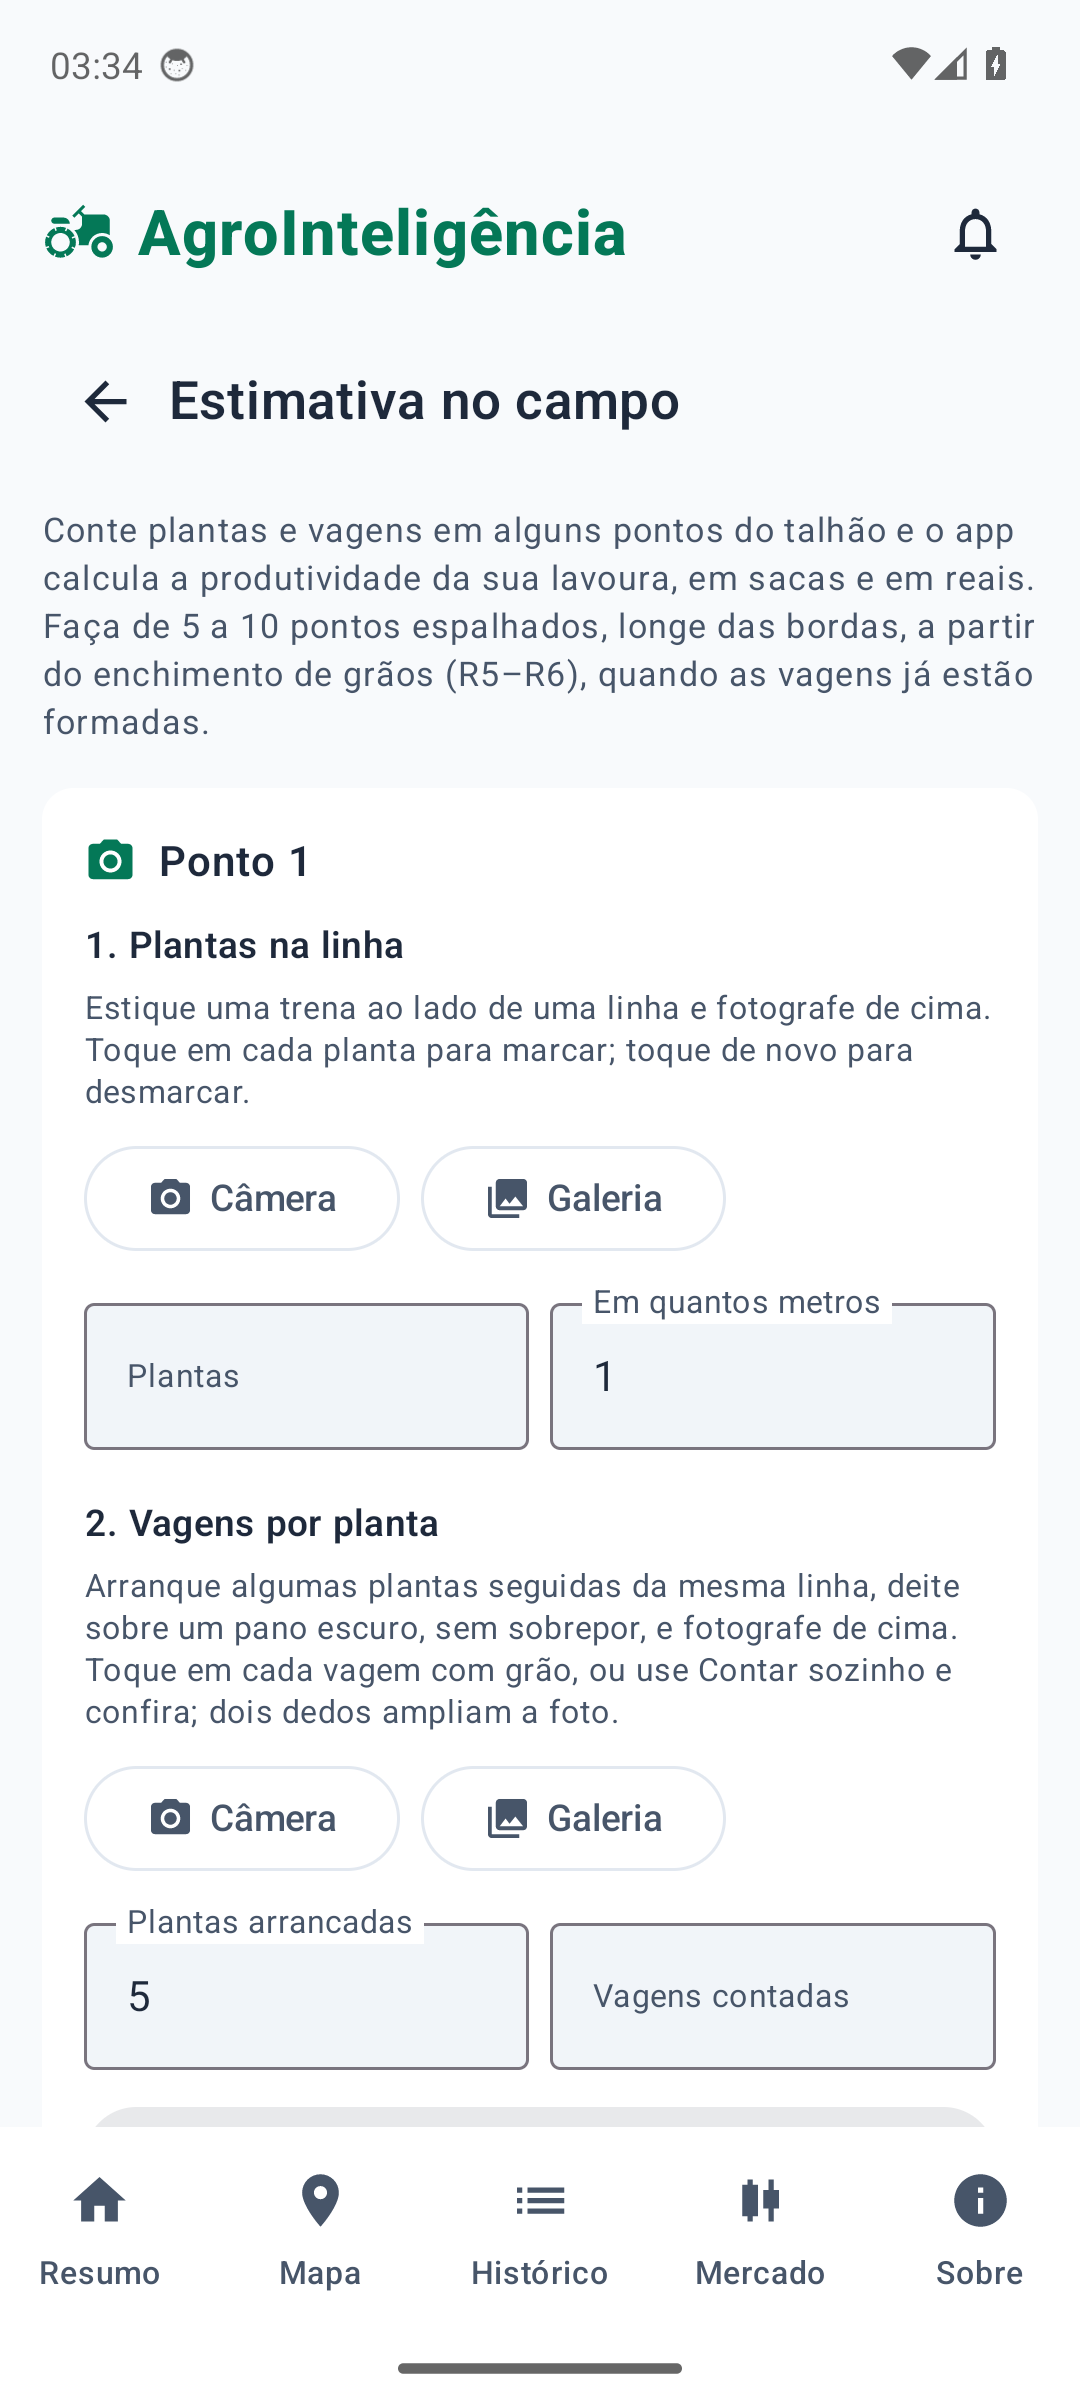 03:34
AgroInteligência
Estimativa no campo
Conte plantas e vagens em alguns pontos do talhão e o app
calcula a produtividade da sua lavoura, em sacas e em reais.
Faça de 5 a 10 pontos espalhados, longe das bordas, a partir
do enchimento de grãos (R5–R6), quando as vagens já estão
formadas.
Ponto 1
1. Plantas na linha
Estique uma trena ao lado de uma linha e fotografe de cima.
Toque em cada planta para marcar; toque de novo para
desmarcar.
Câmera Galeria
Em quantos metros
Plantas 1
2. Vagens por planta
Arranque algumas plantas seguidas da mesma linha, deite
sobre um pano escuro, sem sobrepor, e fotografe de cima.
Toque em cada vagem com grão, ou use Contar sozinho e
confira; dois dedos ampliam a foto.
Câmera Galeria
Plantas arrancadas
5 Vagens contadas
Resumo Mapa Histórico Mercado Sobre